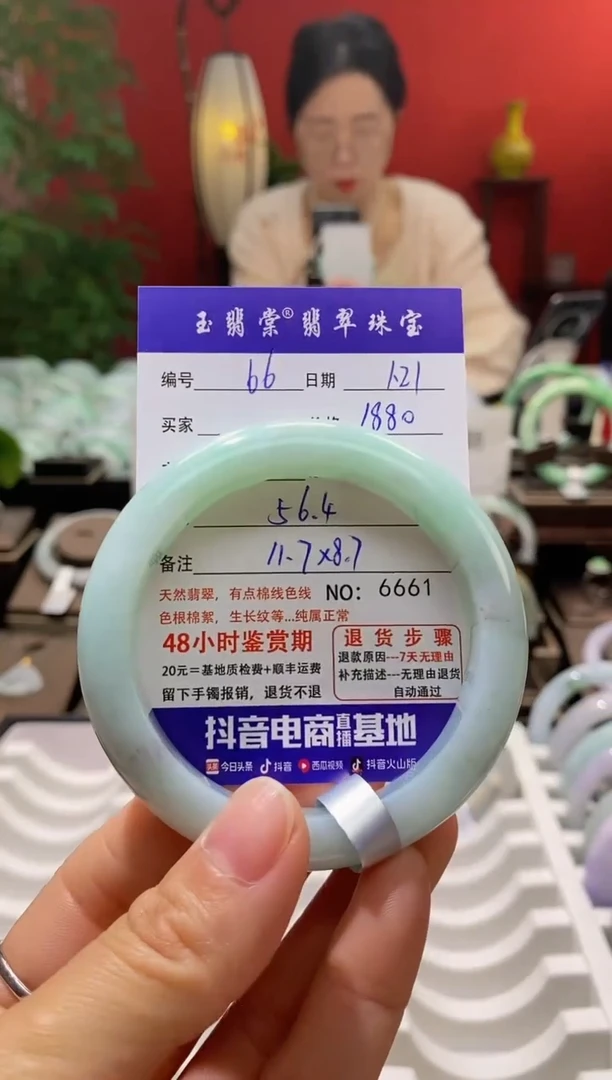 玉翡棠®翡翠珠宝
编号 66 日期 1.21
买家 1880
56.4
备注 11.7x8.7
天然翡翠，有点棉线色线 NO: 6661
色根棉絮，生长纹等...纯属正常
48小时鉴赏期
20元=基地质检费+顺丰运费
留下手镯报销，退货不退
退货步骤
退款原因---7天无理由
补充描述---无理由退货
自动通过
抖音电商直播基地
头条 今日头条 抖音 西瓜视频 抖音火山版